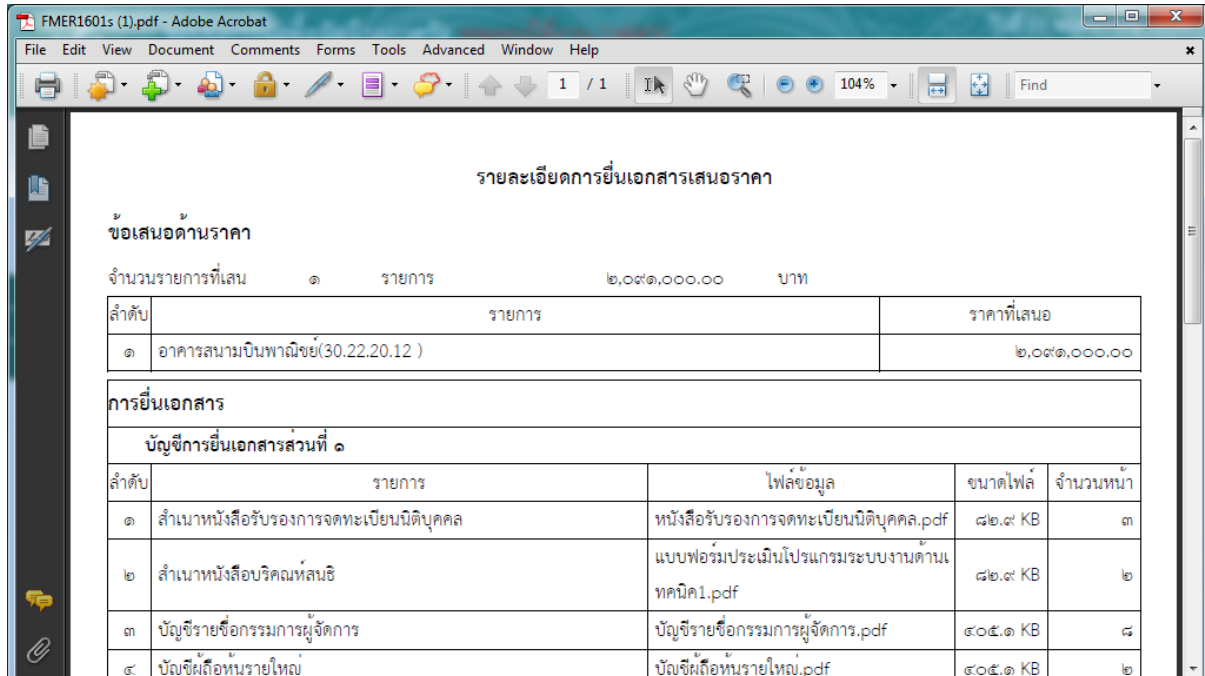 FMER1601s (1).pdf - Adobe Acrobat
File Edit View Document Comments Forms Tools Advanced Window Help
1 / 1 104% Find
รายละเอียดการยื่นเอกสารเสนอราคา
ข้อเสนอด้านราคา
จำนวนรายการที่เสน ๑ รายการ ๒,๐๙๑,๐๐๐.๐๐ บาท
ลำดับ รายการ ราคาที่เสนอ
๑ อาคารสนามบินพาณิชย์(30.22.20.12 ) ๒,๐๙๑,๐๐๐.๐๐
การยื่นเอกสาร
บัญชีการยื่นเอกสารส่วนที่ ๑
ลำดับ รายการ ไฟล์ข้อมูล ขนาดไฟล์ จำนวนหน้า
๑ สำเนาหนังสือรับรองการจดทะเบียนนิติบุคคล หนังสือรับรองการจดทะเบียนนิติบุคคล.pdf ๘๒.๙ KB ๓
๒ สำเนาหนังสือบริคณห์สนธิ แบบฟอร์มประเมินโปรแกรมระบบงานด้านเ ๘๒.๙ KB ๒
ทคนิค1.pdf
๓ บัญชีรายชื่อกรรมการผู้จัดการ บัญชีรายชื่อกรรมการผู้จัดการ.pdf ๔๐๕.๑ KB ๘
๔ บัญชีผู้ถือหุ้นรายใหญ่ บัญชีผู้ถือหุ้นรายใหญ่.pdf ๔๐๕.๑ KB ๒